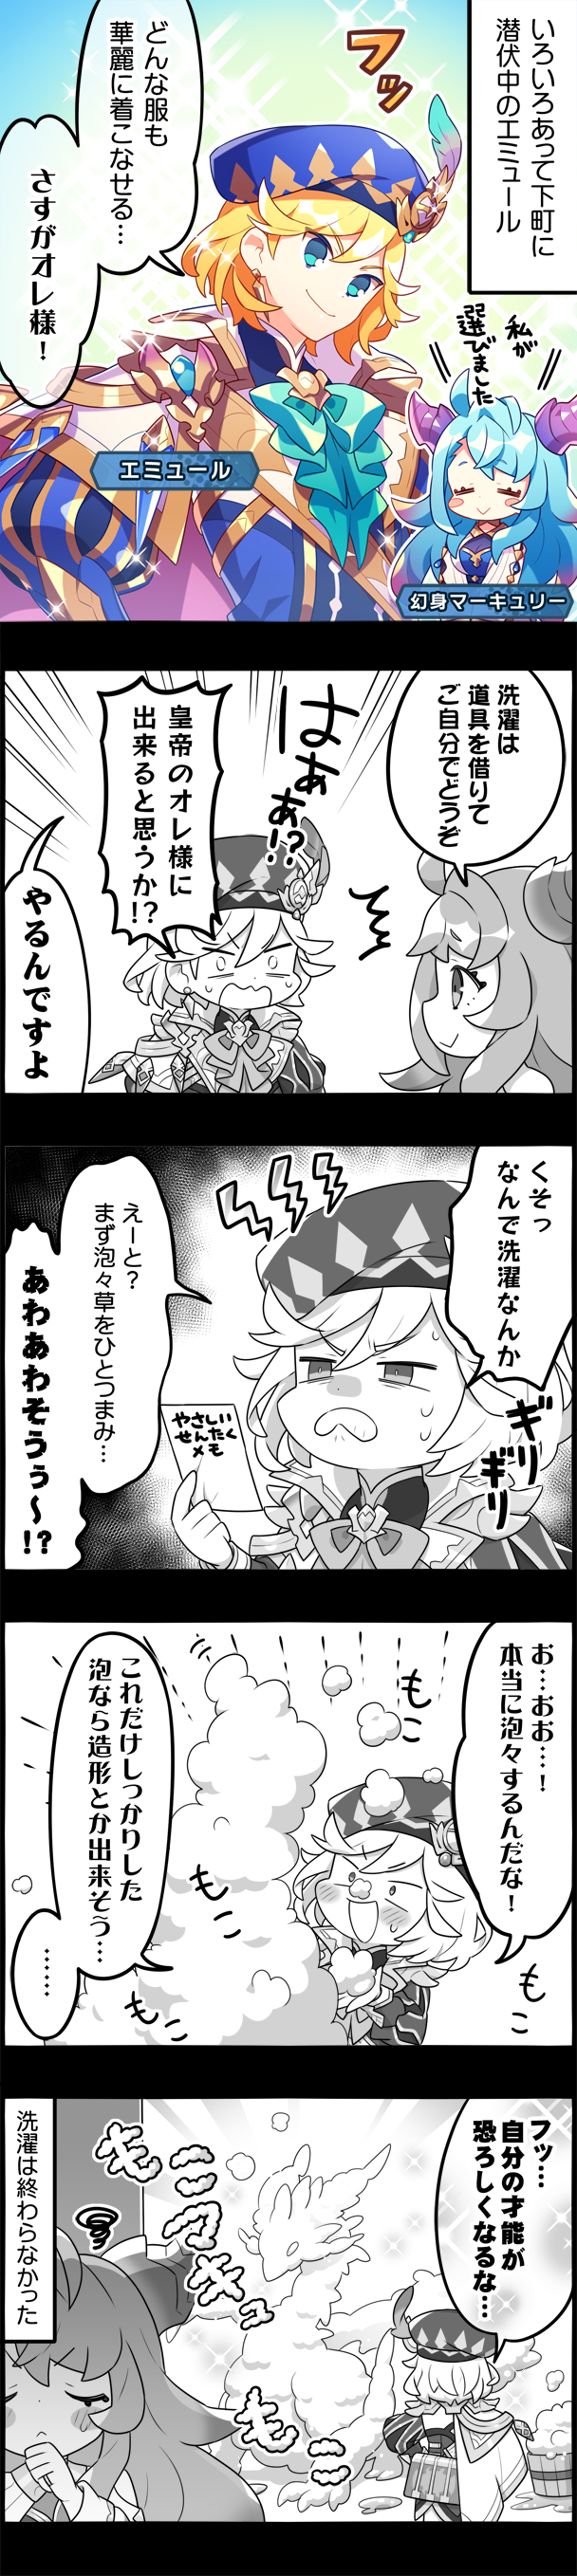 いろいろあって下町に
潜伏中のエミュール
フッ
どんな服も
華麗に着こなせる…
さすがオレ様！
私が
選びました
エミュール
幻身マーキュリー
洗濯は
道具を借りて
ご自分でどうぞ
はぁぁ!?
皇帝のオレ様に
出来ると思うか!?
やるんですよ
くそっ
なんで洗濯なんか
ギリ
ギリ
えーと？
まず泡々草をひとつまみ…
いくも
したメ
さんせ
や
あわあわそうぅ〜!?
お…おお…！
本当に泡々するんだな！
もこ
もこ
もこ
もこ
これだけしっかりした
泡なら造形とか出来そう…
……
フッ…
自分の才能が
恐ろしくなるな…
モコマキュ
もこ
洗濯は終わらなかった